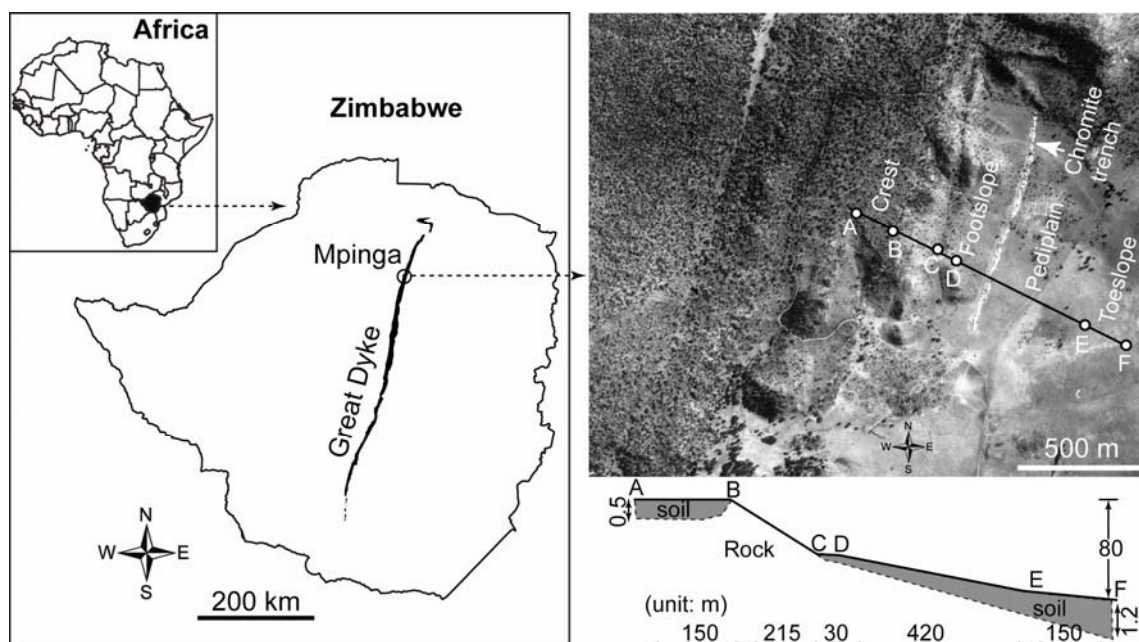 Africa
Zimbabwe
Mpinga
Great Dyke
N
W E
S
200 km
Chromite
trench
Crest
Footslope
Pediplain
Toeslope
A
B
C
D
E
F
N
W E
S
500 m
A B
0.5
soil
Rock
C D
E
F
80
soil
1.2
(unit: m)
150 215 30 420 150